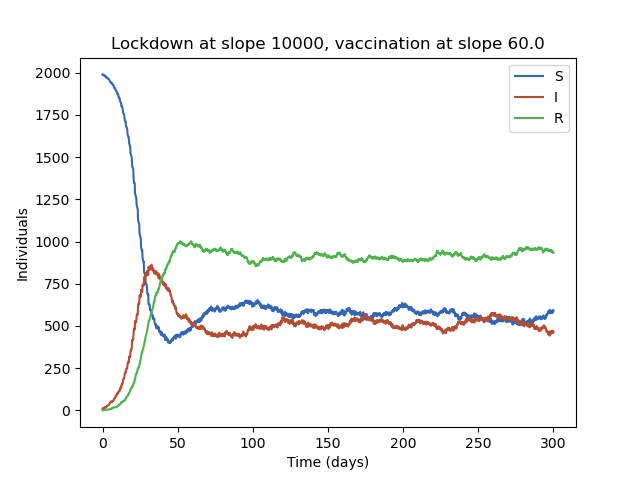 Lockdown at slope 10000, vaccination at slope 60.0
S
I
R
2000
1750
1500
1250
1000
750
500
250
0
Individuals
0 50 100 150 200 250 300
Time (days)